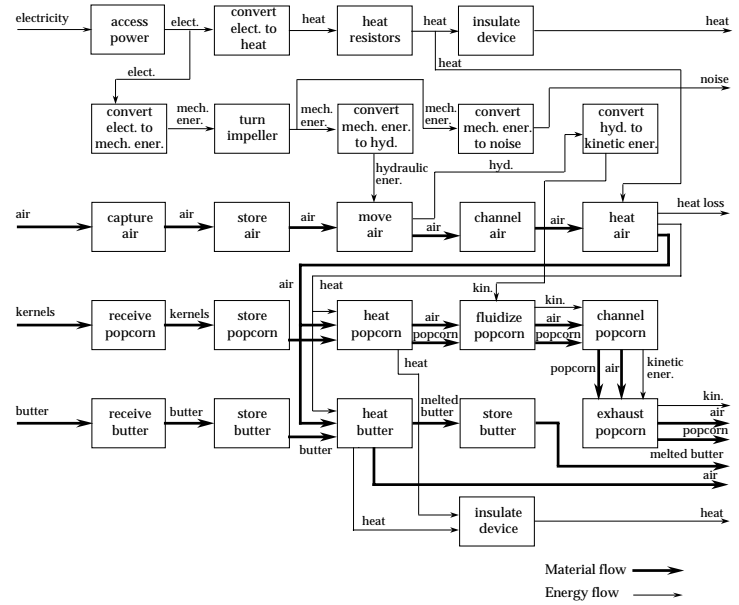 electricity
access
power
elect.
convert
elect. to
heat
heat
heat
resistors
heat
insulate
device
heat
heat
elect.
noise
convert
elect. to
mech. ener.
mech.
ener.
turn
impeller
mech.
ener.
convert
mech. ener.
to hyd.
mech.
ener.
convert
mech. ener.
to noise
convert
hyd. to
kinetic ener.
hydraulic
ener.
hyd.
air
capture
air
air
store
air
air
move
air
air
channel
air
air
heat
air
heat loss
air
heat
kin.
kernels
receive
popcorn
kernels
store
popcorn
heat
popcorn
air
popcorn
fluidize
popcorn
kin.
air
popcorn
channel
popcorn
heat
popcorn
air
kinetic
ener.
butter
receive
butter
butter
store
butter
butter
heat
butter
melted
butter
store
butter
exhaust
popcorn
kin.
air
popcorn
melted butter
air
heat
insulate
device
heat
Material flow
Energy flow